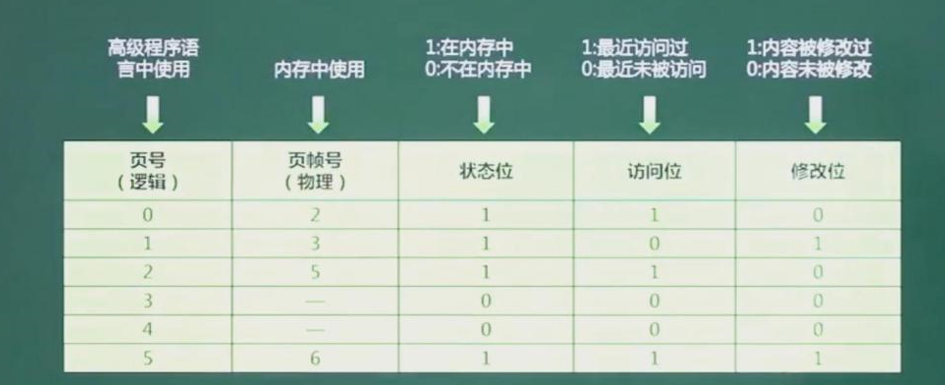 高级程序语
言中使用
内存中使用
1:在内存中
0:不在内存中
1:最近访问过
0:最近未被访问
1:内容被修改过
0:内容未被修改
页号
（逻辑）
页帧号
（物理）
状态位
访问位
修改位
0 2 1 1 0
1 3 1 0 1
2 5 1 1 0
3 — 0 0 0
4 — 0 0 0
5 6 1 1 1